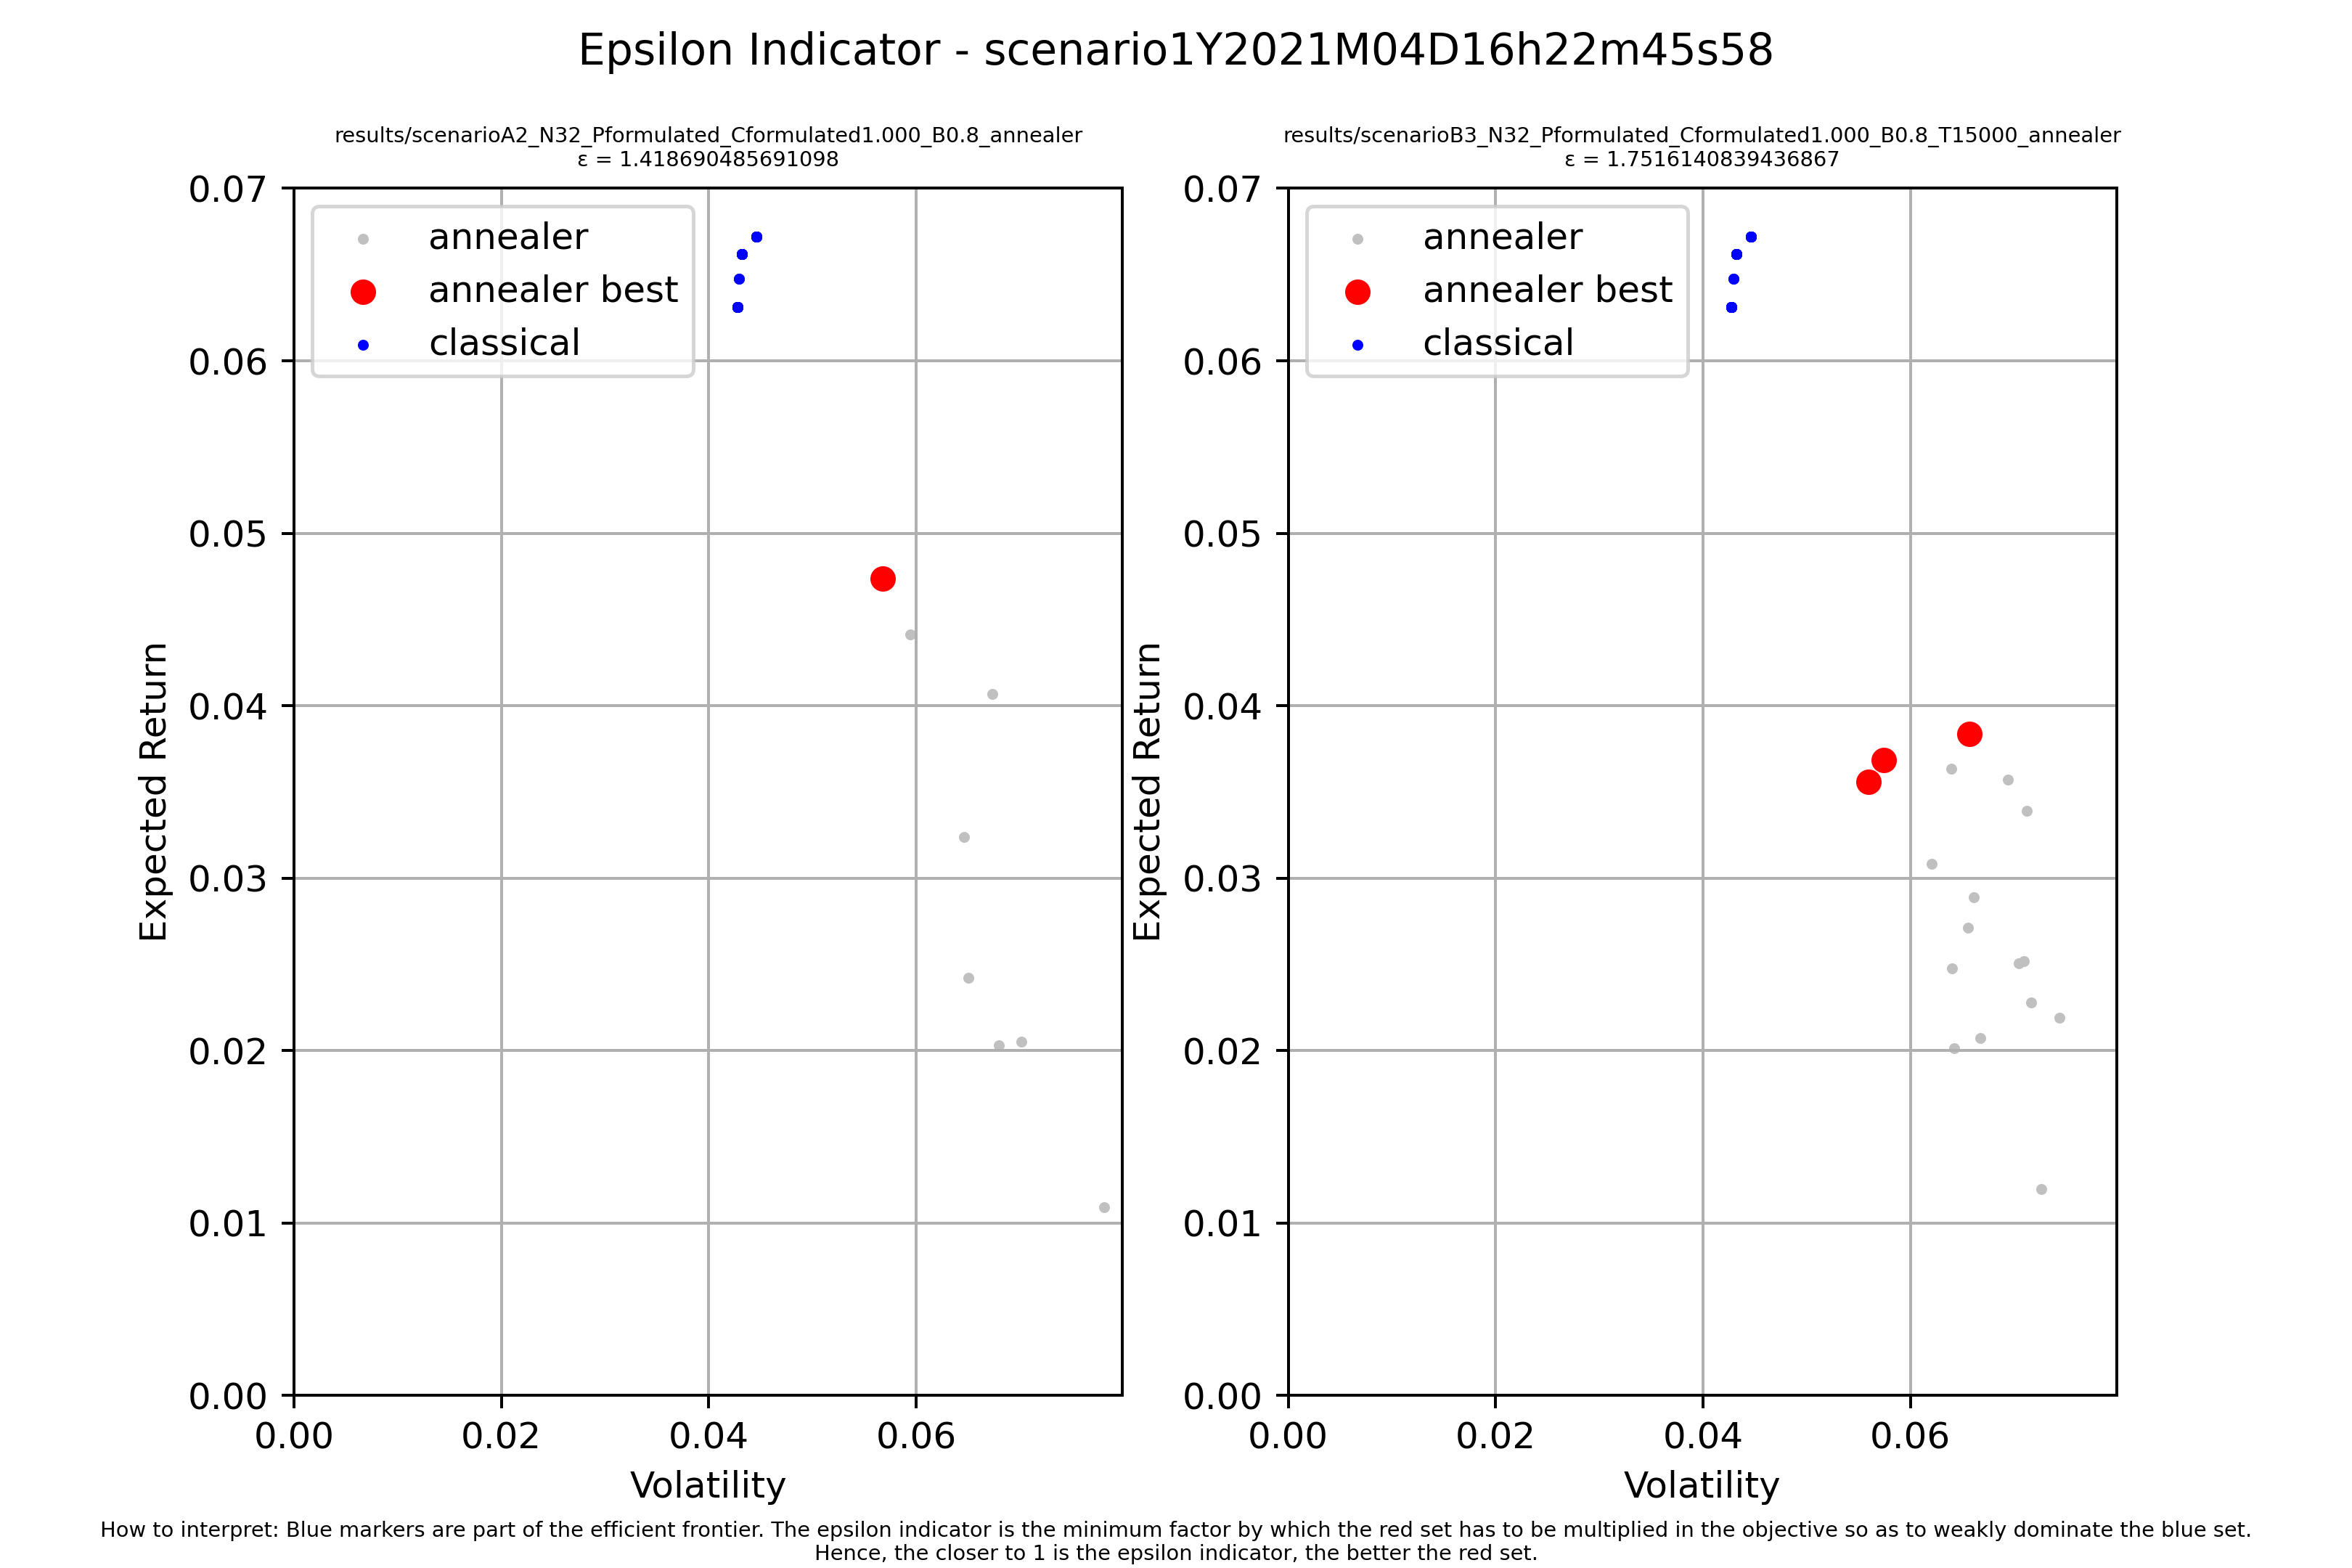 Epsilon Indicator - scenario1Y2021M04D16h22m45s58
results/scenarioA2_N32_Pformulated_Cformulated1.000_B0.8_annealer
ε = 1.418690485691098
0.07
0.06
0.05
0.04
0.03
0.02
0.01
0.00
Expected Return
annealer
annealer best
classical
0.00 0.02 0.04 0.06
Volatility
results/scenarioB3_N32_Pformulated_Cformulated1.000_B0.8_T15000_annealer
ε = 1.7516140839436867
0.07
0.06
0.05
0.04
0.03
0.02
0.01
0.00
Expected Return
annealer
annealer best
classical
0.00 0.02 0.04 0.06
Volatility
How to interpret: Blue markers are part of the efficient frontier. The epsilon indicator is the minimum factor by which the red set has to be multiplied in the objective so as to weakly dominate the blue set.
Hence, the closer to 1 is the epsilon indicator, the better the red set.